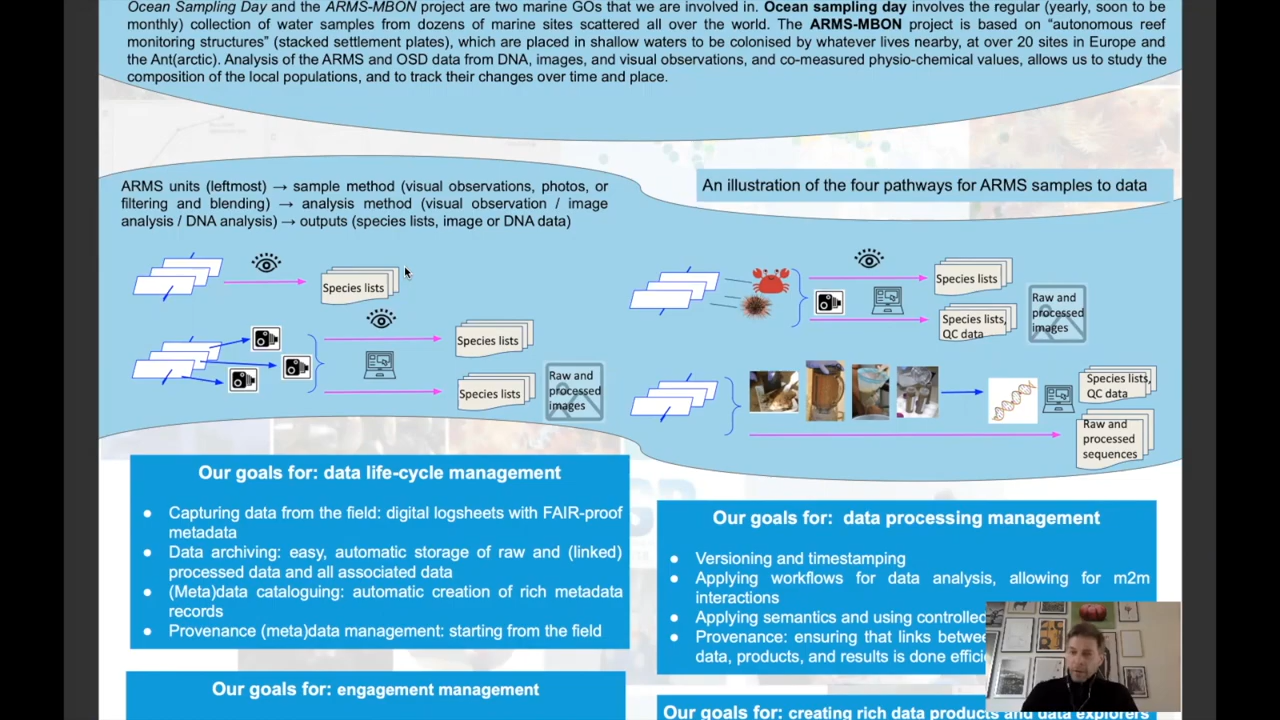 Ocean Sampling Day and the ARMS-MBON project are two marine GOs that we are involved in. Ocean sampling day involves the regular (yearly, soon to be
monthly) collection of water samples from dozens of marine sites scattered all over the world. The ARMS-MBON project is based on “autonomous reef
monitoring structures” (stacked settlement plates), which are placed in shallow waters to be colonised by whatever lives nearby, at over 20 sites in Europe and
the Ant(arctic). Analysis of the ARMS and OSD data from DNA, images, and visual observations, and co-measured physio-chemical values, allows us to study the
composition of the local populations, and to track their changes over time and place.
ARMS units (leftmost) → sample method (visual observations, photos, or
filtering and blending) → analysis method (visual observation / image
analysis / DNA analysis) → outputs (species lists, image or DNA data)
An illustration of the four pathways for ARMS samples to data
Species lists
Species lists
Species lists
Raw and
processed
images
Species lists
Species lists,
QC data
Raw and
processed
images
Species lists,
QC data
Raw and
processed
sequences
Our goals for: data life-cycle management
● Capturing data from the field: digital logsheets with FAIR-proof
metadata
● Data archiving: easy, automatic storage of raw and (linked)
processed data and all associated data
● (Meta)data cataloguing: automatic creation of rich metadata
records
● Provenance (meta)data management: starting from the field
Our goals for: data processing management
● Versioning and timestamping
● Applying workflows for data analysis, allowing for m2m
interactions
● Applying semantics and using controlled
● Provenance: ensuring that links betwee
data, products, and results is done effici
Our goals for: engagement management
Our goals for: creating rich data products and data explorers